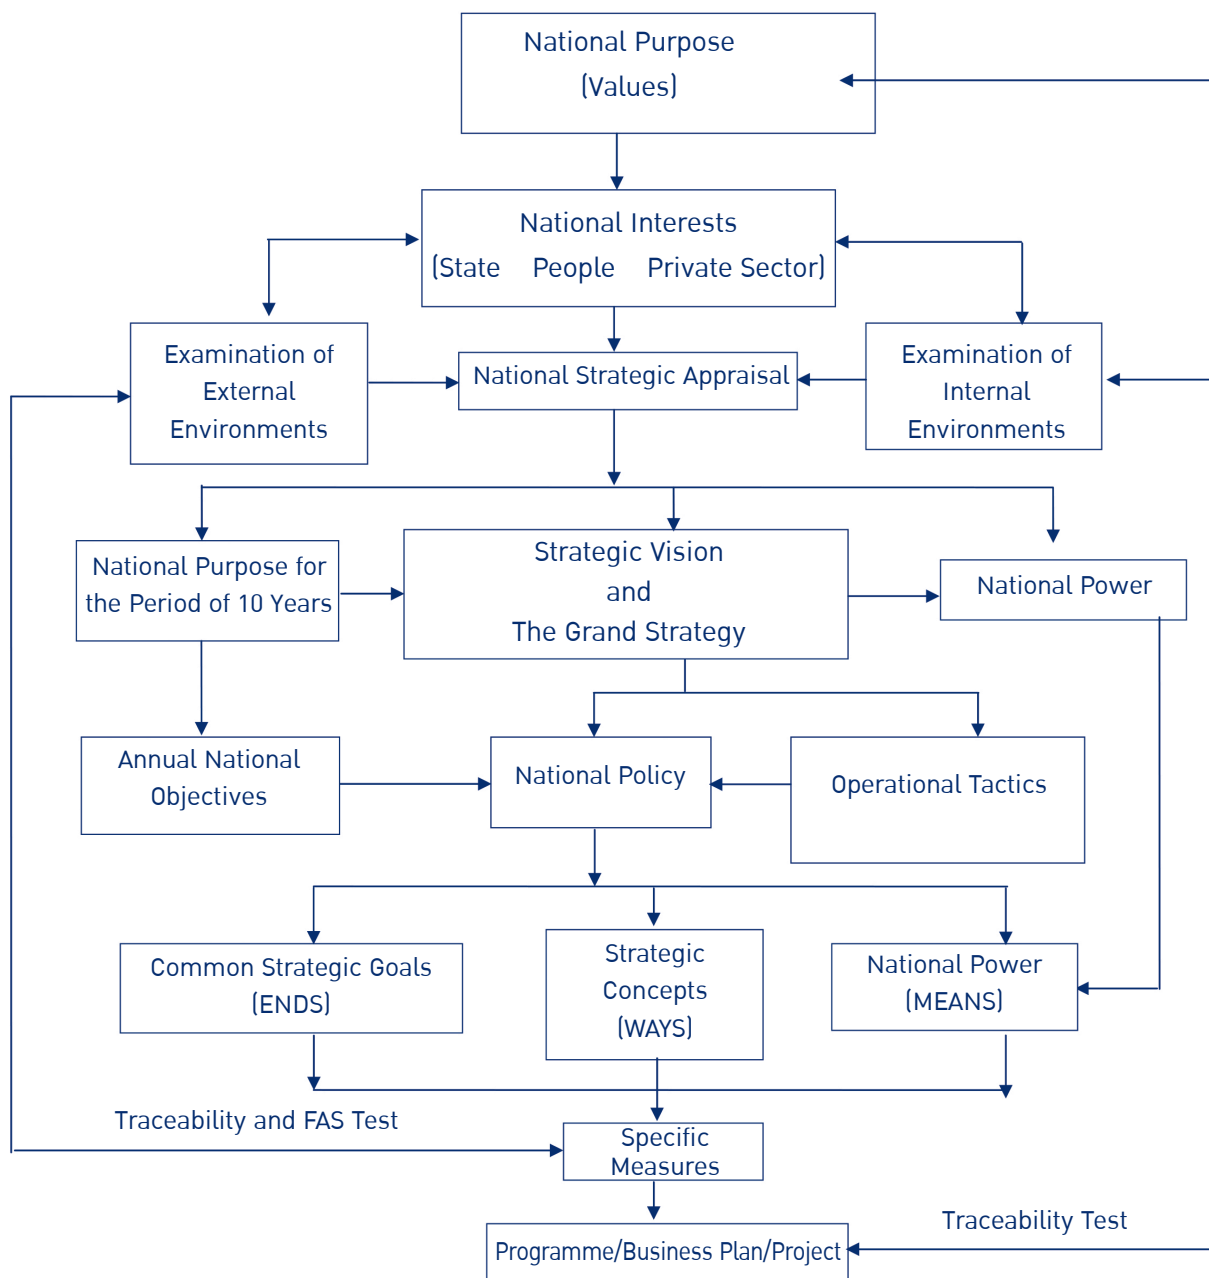 National Purpose
(Values)
National Interests
(State People Private Sector)
Examination of
External
Environments
National Strategic Appraisal
Examination of
Internal
Environments
National Purpose for
the Period of 10 Years
Strategic Vision
and
The Grand Strategy
National Power
Annual National
Objectives
National Policy
Operational Tactics
Common Strategic Goals
(ENDS)
Strategic
Concepts
(WAYS)
National Power
(MEANS)
Traceability and FAS Test
Specific
Measures
Traceability Test
Programme/Business Plan/Project